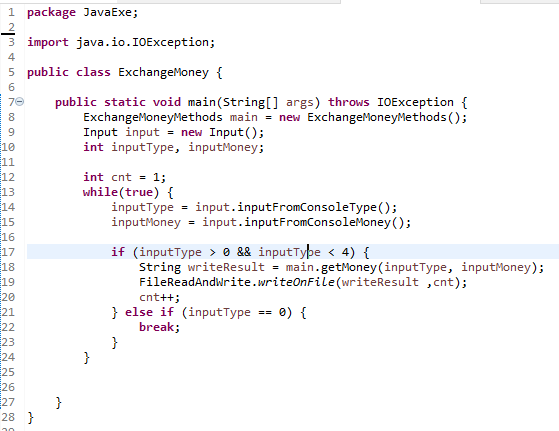 1 package JavaExe;
2
3 import java.io.IOException;
4
5 public class ExchangeMoney {
6
7 public static void main(String[] args) throws IOException {
8 ExchangeMoneyMethods main = new ExchangeMoneyMethods();
9 Input input = new Input();
10 int inputType, inputMoney;
11
12 int cnt = 1;
13 while(true) {
14 inputType = input.inputFromConsoleType();
15 inputMoney = input.inputFromConsoleMoney();
16
17 if (inputType > 0 && inputType < 4) {
18 String writeResult = main.getMoney(inputType, inputMoney);
19 FileReadAndWrite.writeOnFile(writeResult ,cnt);
20 cnt++;
21 } else if (inputType == 0) {
22 break;
23 }
24 }
25
26
27 }
28 }